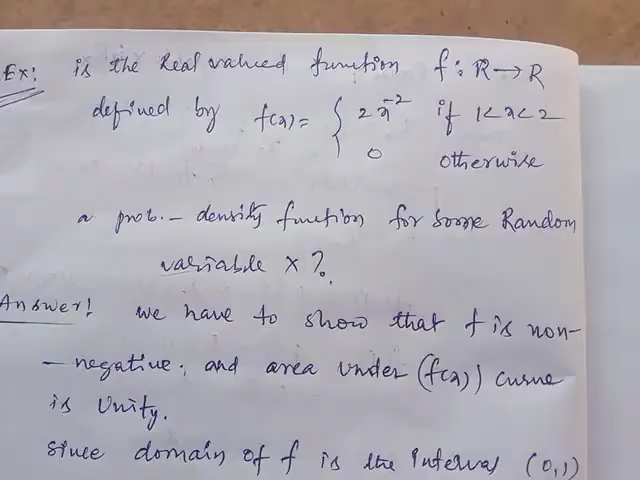 Ex: is the real valued function f: R → R
defined by f(x) = { 2x⁻² if 1<x<2
0 otherwise
a prob. - density function for some Random
variable X?
Answer: we have to show that f is non-
- negative. and area under (f(x)) curve
is Unity.
Since domain of f is the interval (0,1)